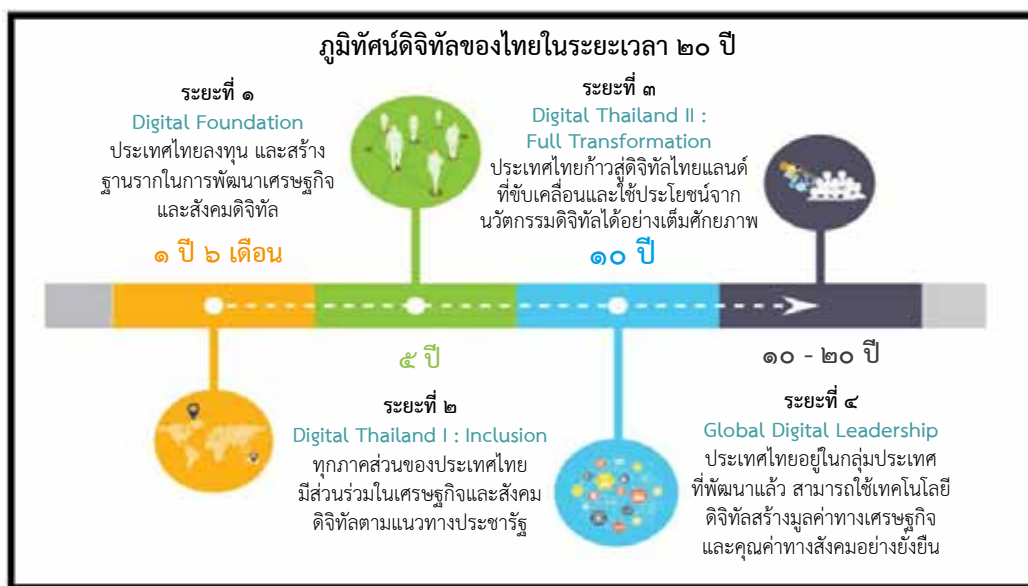 ภูมิทัศน์ดิจิทัลของไทยในระยะเวลา ๒๐ ปี
ระยะที่ ๑
Digital Foundation
ประเทศไทยลงทุน และสร้าง
ฐานรากในการพัฒนาเศรษฐกิจ
และสังคมดิจิทัล
๑ ปี ๖ เดือน
๕ ปี
ระยะที่ ๒
Digital Thailand I : Inclusion
ทุกภาคส่วนของประเทศไทย
มีส่วนร่วมในเศรษฐกิจและสังคม
ดิจิทัลตามแนวทางประชารัฐ
ระยะที่ ๓
Digital Thailand II :
Full Transformation
ประเทศไทยก้าวสู่ดิจิทัลไทยแลนด์
ที่ขับเคลื่อนและใช้ประโยชน์จาก
นวัตกรรมดิจิทัลได้อย่างเต็มศักยภาพ
๑๐ ปี
๑๐ - ๒๐ ปี
ระยะที่ ๔
Global Digital Leadership
ประเทศไทยอยู่ในกลุ่มประเทศ
ที่พัฒนาแล้ว สามารถใช้เทคโนโลยี
ดิจิทัลสร้างมูลค่าทางเศรษฐกิจ
และคุณค่าทางสังคมอย่างยั่งยืน